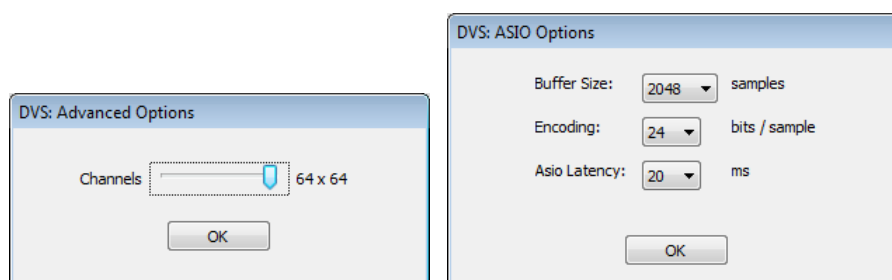 DVS: Advanced Options
Channels 64 x 64
OK
DVS: ASIO Options
Buffer Size: 2048 samples
Encoding: 24 bits / sample
Asio Latency: 20 ms
OK